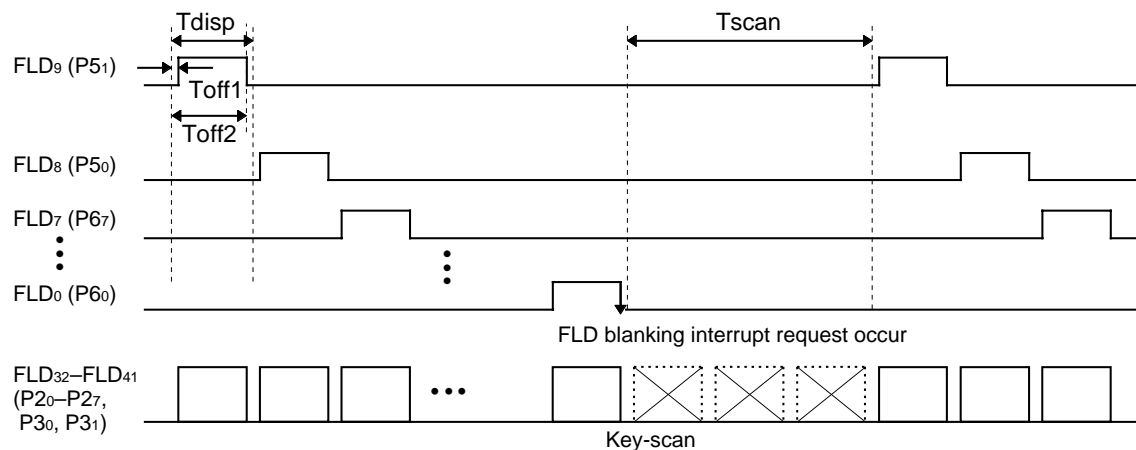 Tdisp
Tscan
FLD9 (P51)
Toff1
Toff2
FLD8 (P50)
FLD7 (P67)
FLD0 (P60)
FLD blanking interrupt request occur
FLD32–FLD41
(P20–P27,
P30, P31)
Key-scan